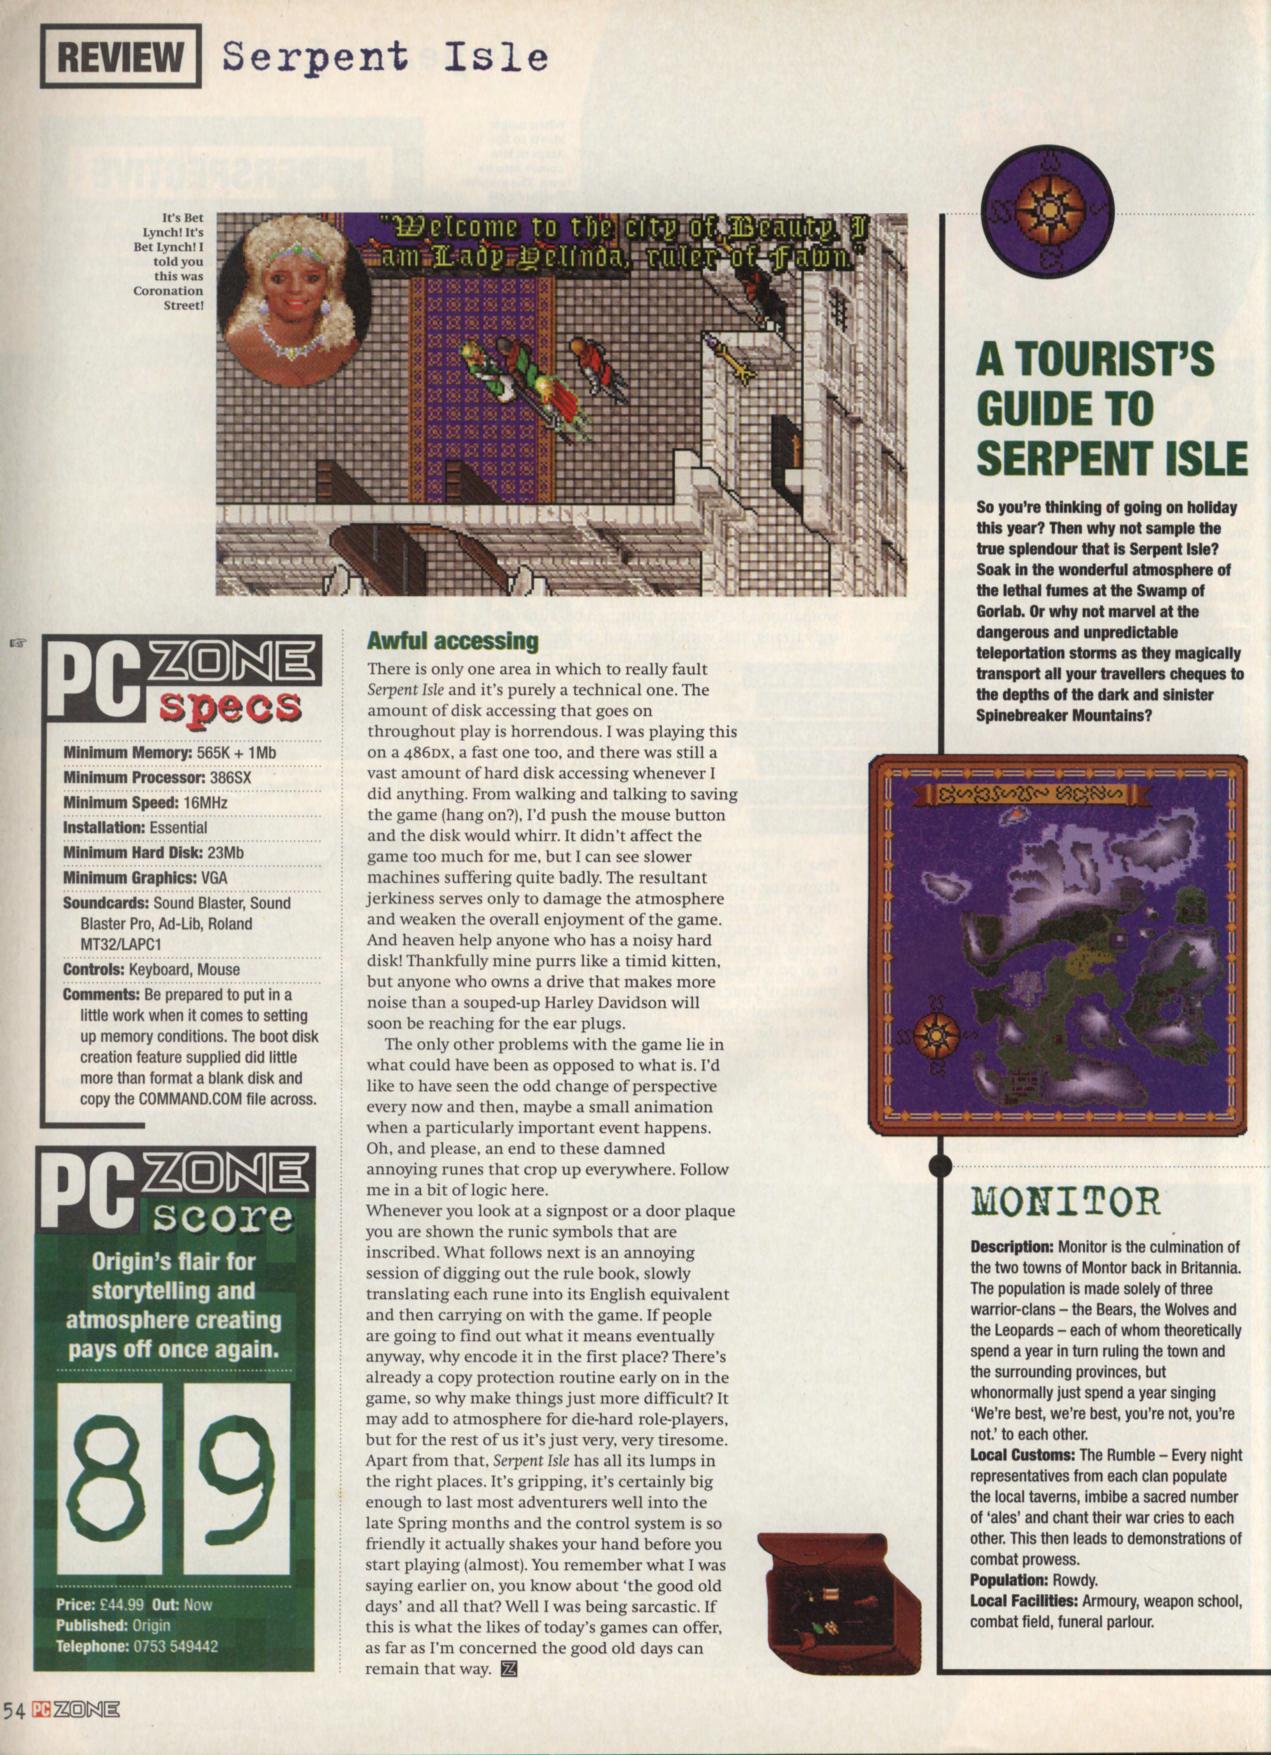 REVIEW Serpent Isle
It's Bet
Lynch! It's
Bet Lynch! I
told you
this was
Coronation
Street!
"Welcome to the city of Beauty. I
am Lady Yelinda, ruler of Fawn."
PC ZONE
specs
Minimum Memory: 565K + 1Mb
Minimum Processor: 386SX
Minimum Speed: 16MHz
Installation: Essential
Minimum Hard Disk: 23Mb
Minimum Graphics: VGA
Soundcards: Sound Blaster, Sound
Blaster Pro, Ad-Lib, Roland
MT32/LAPC1
Controls: Keyboard, Mouse
Comments: Be prepared to put in a
little work when it comes to setting
up memory conditions. The boot disk
creation feature supplied did little
more than format a blank disk and
copy the COMMAND.COM file across.
PC ZONE
score
Origin's flair for
storytelling and
atmosphere creating
pays off once again.
89
Price: £44.99 Out: Now
Published: Origin
Telephone: 0753 549442
Awful accessing
There is only one area in which to really fault
Serpent Isle and it's purely a technical one. The
amount of disk accessing that goes on
throughout play is horrendous. I was playing this
on a 486DX, a fast one too, and there was still a
vast amount of hard disk accessing whenever I
did anything. From walking and talking to saving
the game (hang on?), I'd push the mouse button
and the disk would whirr. It didn't affect the
game too much for me, but I can see slower
machines suffering quite badly. The resultant
jerkiness serves only to damage the atmosphere
and weaken the overall enjoyment of the game.
And heaven help anyone who has a noisy hard
disk! Thankfully mine purrs like a timid kitten,
but anyone who owns a drive that makes more
noise than a souped-up Harley Davidson will
soon be reaching for the ear plugs.
The only other problems with the game lie in
what could have been as opposed to what is. I'd
like to have seen the odd change of perspective
every now and then, maybe a small animation
when a particularly important event happens.
Oh, and please, an end to these damned
annoying runes that crop up everywhere. Follow
me in a bit of logic here.
Whenever you look at a signpost or a door plaque
you are shown the runic symbols that are
inscribed. What follows next is an annoying
session of digging out the rule book, slowly
translating each rune into its English equivalent
and then carrying on with the game. If people
are going to find out what it means eventually
anyway, why encode it in the first place? There's
already a copy protection routine early on in the
game, so why make things just more difficult? It
may add to atmosphere for die-hard role-players,
but for the rest of us it's just very, very tiresome.
Apart from that, Serpent Isle has all its lumps in
the right places. It's gripping, it's certainly big
enough to last most adventurers well into the
late Spring months and the control system is so
friendly it actually shakes your hand before you
start playing (almost). You remember what I was
saying earlier on, you know about 'the good old
days' and all that? Well I was being sarcastic. If
this is what the likes of today's games can offer,
as far as I'm concerned the good old days can
remain that way. Z
A TOURIST'S
GUIDE TO
SERPENT ISLE
So you're thinking of going on holiday
this year? Then why not sample the
true splendour that is Serpent Isle?
Soak in the wonderful atmosphere of
the lethal fumes at the Swamp of
Gorlab. Or why not marvel at the
dangerous and unpredictable
teleportation storms as they magically
transport all your travellers cheques to
the depths of the dark and sinister
Spinebreaker Mountains?
MONITOR
Description: Monitor is the culmination of
the two towns of Montor back in Britannia.
The population is made solely of three
warrior-clans – the Bears, the Wolves and
the Leopards – each of whom theoretically
spend a year in turn ruling the town and
the surrounding provinces, but
whonormally just spend a year singing
'We're best, we're best, you're not, you're
not.' to each other.
Local Customs: The Rumble – Every night
representatives from each clan populate
the local taverns, imbibe a sacred number
of 'ales' and chant their war cries to each
other. This then leads to demonstrations of
combat prowess.
Population: Rowdy.
Local Facilities: Armoury, weapon school,
combat field, funeral parlour.
54 PC ZONE